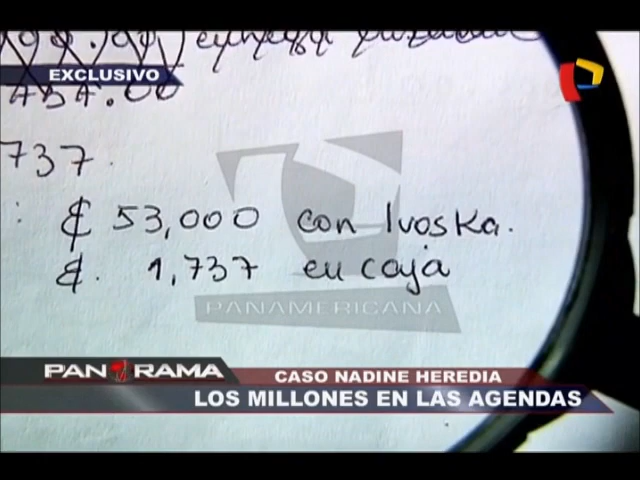 EXCLUSIVO
737.
: ₡ 53,000 con Ivoska.
₡. 1,737 en caja
PANAMERICANA
PANORAMA
CASO NADINE HEREDIA
LOS MILLONES EN LAS AGENDAS